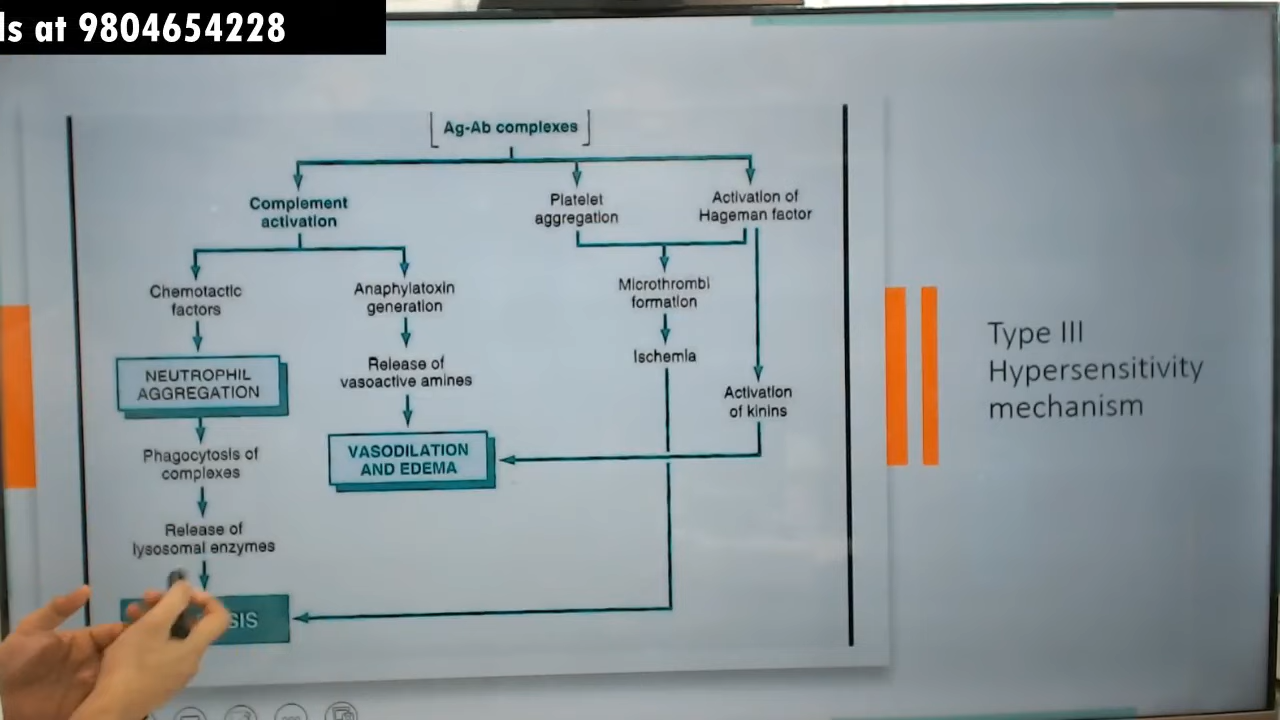 ls at 9804654228
Ag-Ab complexes
Complement
activation
Platelet
aggregation
Activation of
Hageman factor
Chemotactic
factors
Anaphylatoxin
generation
Microthrombi
formation
NEUTROPHIL
AGGREGATION
Release of
vasoactive amines
Ischemia
Activation
of kinins
Phagocytosis of
complexes
VASODILATION
AND EDEMA
Release of
lysosomal enzymes
Type III
Hypersensitivity
mechanism